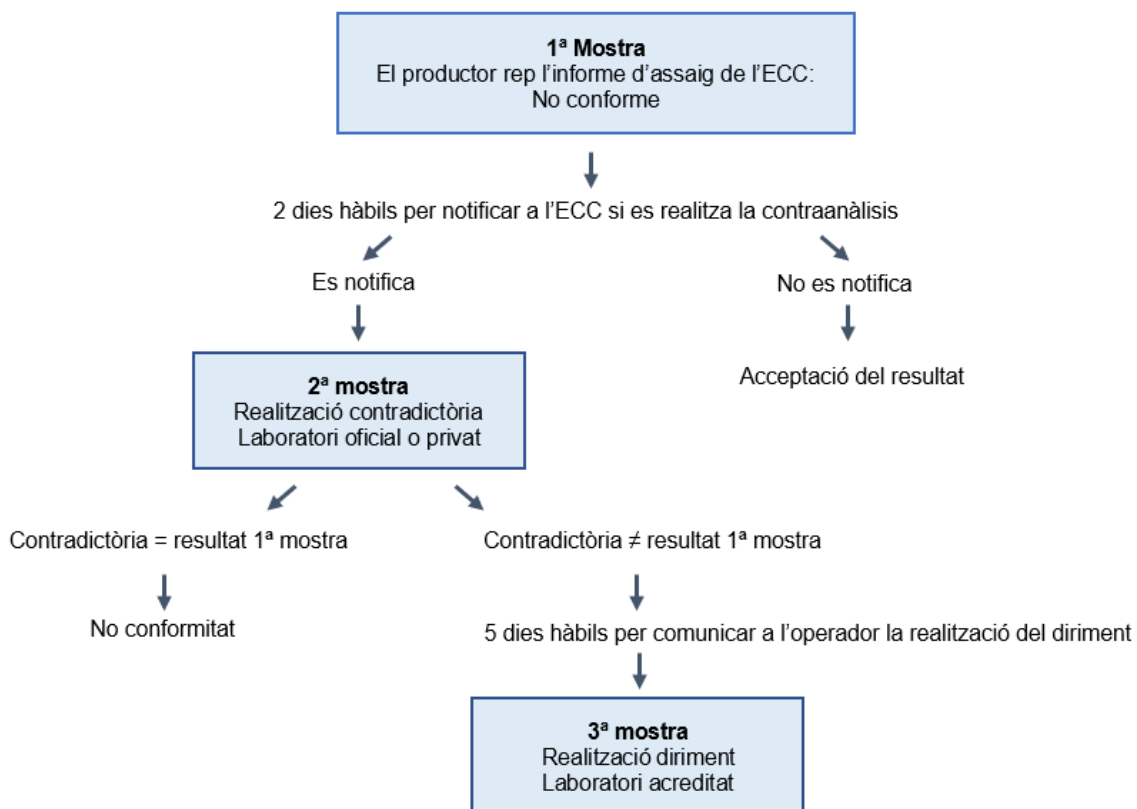 1ª Mostra
El productor rep l’informe d’assaig de l’ECC:
No conforme
2 dies hàbils per notificar a l’ECC si es realitza la contraanàlisis
Es notifica
No es notifica
2ª mostra
Realització contradictòria
Laboratori oficial o privat
Acceptació del resultat
Contradictòria = resultat 1ª mostra
Contradictòria ≠ resultat 1ª mostra
No conformitat
5 dies hàbils per comunicar a l’operador la realització del diriment
3ª mostra
Realització diriment
Laboratori acreditat